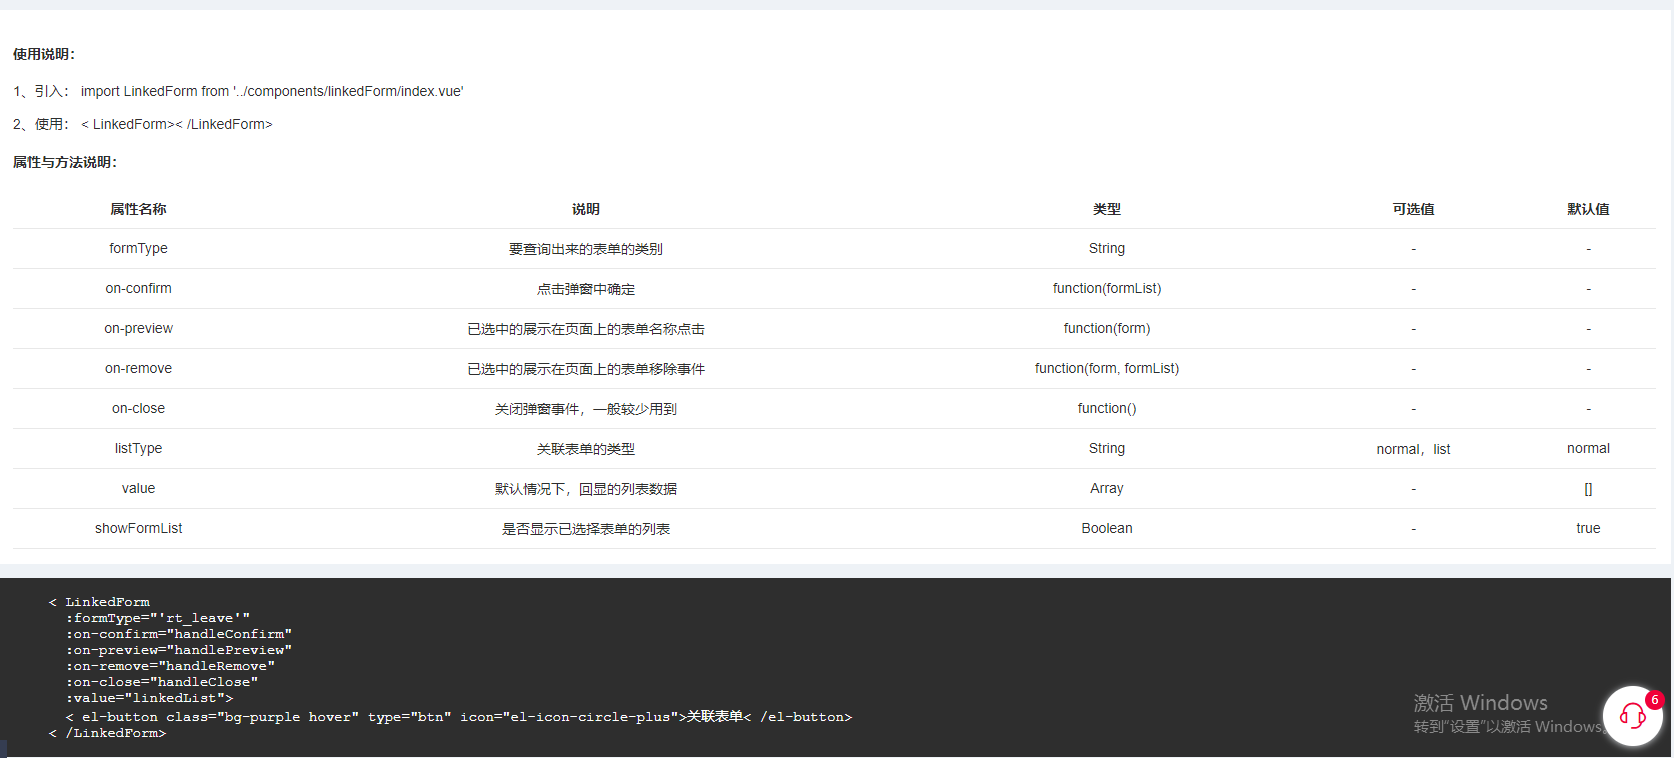 使用说明：
1、引入： import LinkedForm from '../components/linkedForm/index.vue'
2、使用： < LinkedForm>< /LinkedForm>
属性与方法说明：
属性名称 说明 类型 可选值 默认值
formType 要查询出来的表单的类别 String - -
on-confirm 点击弹窗中确定 function(formList) - -
on-preview 已选中的展示在页面上的表单名称点击 function(form) - -
on-remove 已选中的展示在页面上的表单移除事件 function(form, formList) - -
on-close 关闭弹窗事件，一般较少用到 function() - -
listType 关联表单的类型 String normal，list normal
value 默认情况下，回显的列表数据 Array - []
showFormList 是否显示已选择表单的列表 Boolean - true
< LinkedForm
:formType="'rt_leave'"
:on-confirm="handleConfirm"
:on-preview="handlePreview"
:on-remove="handleRemove"
:on-close="handleClose"
:value="linkedList">
< el-button class="bg-purple hover" type="btn" icon="el-icon-circle-plus">关联表单< /el-button>
< /LinkedForm>
激活 Windows
转到"设置"以激活 Windows。
6